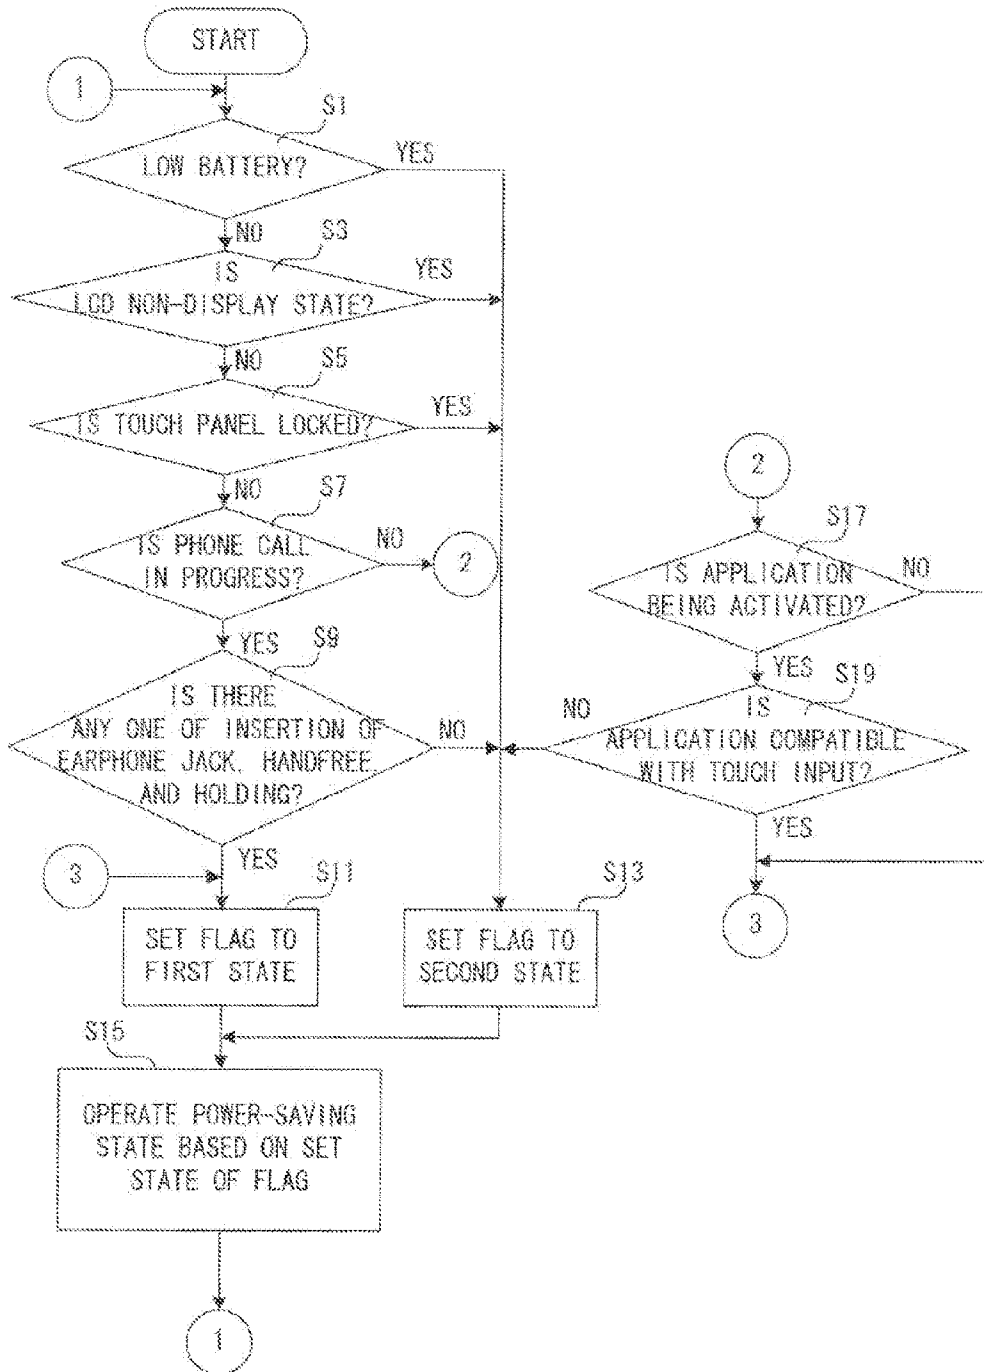 START
1
S1
LOW BATTERY?
YES
NO
S3
IS
LCD NON-DISPLAY STATE?
YES
NO
S5
IS TOUCH PANEL LOCKED?
YES
NO
S7
IS PHONE CALL
IN PROGRESS?
NO
2
YES
S9
IS THERE
ANY ONE OF INSERTION OF
EARPHONE JACK, HANDFREE,
AND HOLDING?
NO
YES
3
S11
SET FLAG TO
FIRST STATE
S13
SET FLAG TO
SECOND STATE
S15
OPERATE POWER-SAVING
STATE BASED ON SET
STATE OF FLAG
1
2
S17
IS APPLICATION
BEING ACTIVATED?
NO
YES
S19
IS
APPLICATION COMPATIBLE
WITH TOUCH INPUT?
NO
YES
3